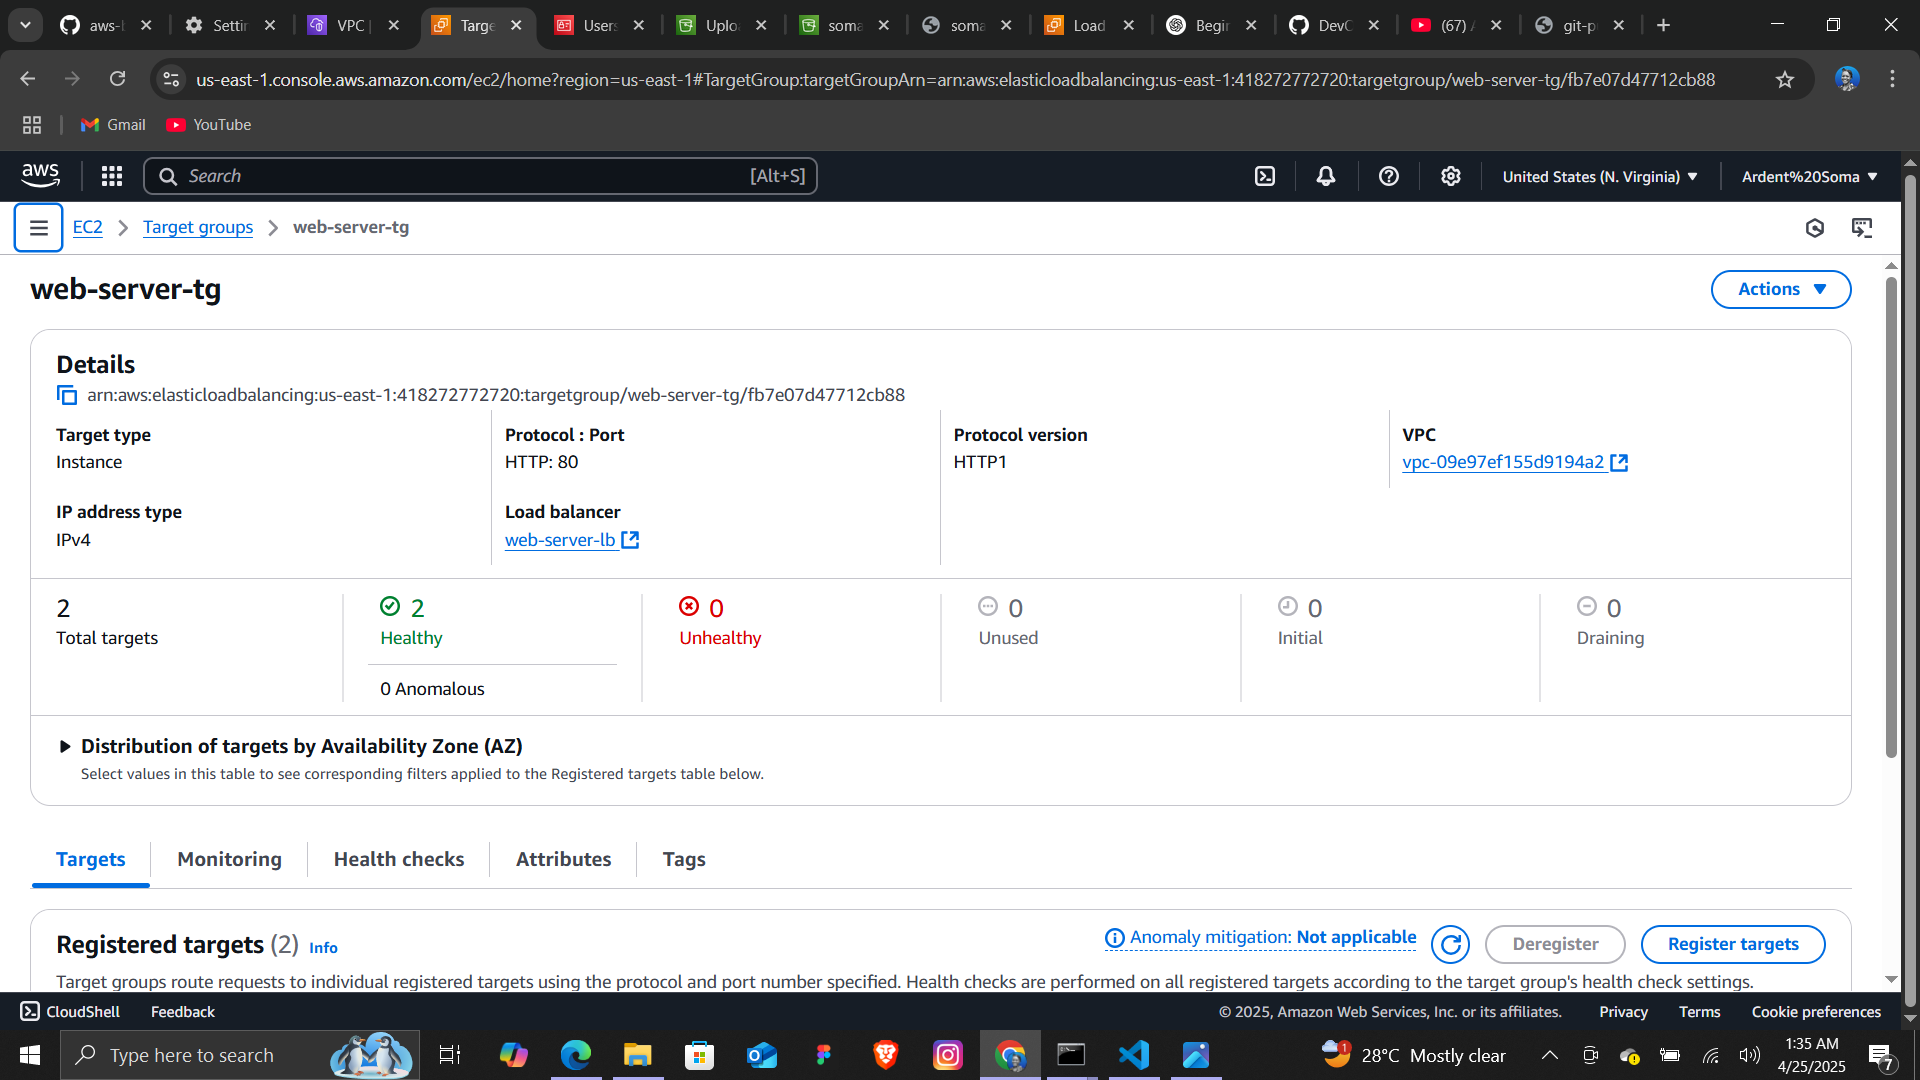 aws-l
Settin
VPC |
Targe
Users
Uploa
soma
soma
Load
Begin
DevC
(67) A
git-pu
us-east-1.console.aws.amazon.com/ec2/home?region=us-east-1#TargetGroup:targetGroupArn=arn:aws:elasticloadbalancing:us-east-1:418272772720:targetgroup/web-server-tg/fb7e07d47712cb88
Gmail YouTube
aws Search [Alt+S] United States (N. Virginia) Ardent%20Soma
EC2 Target groups web-server-tg
web-server-tg
Actions
Details
arn:aws:elasticloadbalancing:us-east-1:418272772720:targetgroup/web-server-tg/fb7e07d47712cb88
Target type
Instance
Protocol : Port
HTTP: 80
Protocol version
HTTP1
VPC
vpc-09e97ef155d9194a2
IP address type
IPv4
Load balancer
web-server-lb
2
Total targets
2
Healthy
0 Anomalous
0
Unhealthy
0
Unused
0
Initial
0
Draining
Distribution of targets by Availability Zone (AZ)
Select values in this table to see corresponding filters applied to the Registered targets table below.
Targets Monitoring Health checks Attributes Tags
Registered targets (2) Info
Anomaly mitigation: Not applicable
Deregister
Register targets
Target groups route requests to individual registered targets using the protocol and port number specified. Health checks are performed on all registered targets according to the target group's health check settings.
CloudShell Feedback © 2025, Amazon Web Services, Inc. or its affiliates. Privacy Terms Cookie preferences
Type here to search
1
28°C Mostly clear
1:35 AM
4/25/2025
7